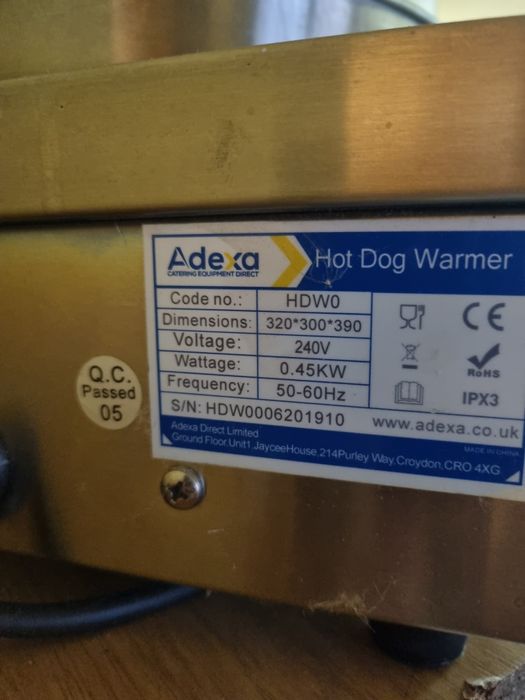 Adexa
CATERING EQUIPMENT DIRECT
Hot Dog Warmer
Code no.: HDW0
Dimensions: 320*300*390
Voltage: 240V
Wattage: 0.45KW
Frequency: 50-60Hz
CE
RoHS
IPX3
S/N: HDW0006201910 www.adexa.co.uk
Adexa Direct Limited
MADE IN CHINA
Ground Floor,Unit1,JayceeHouse,214Purley Way,Croydon,CRO 4XG
Q.C.
Passed
05